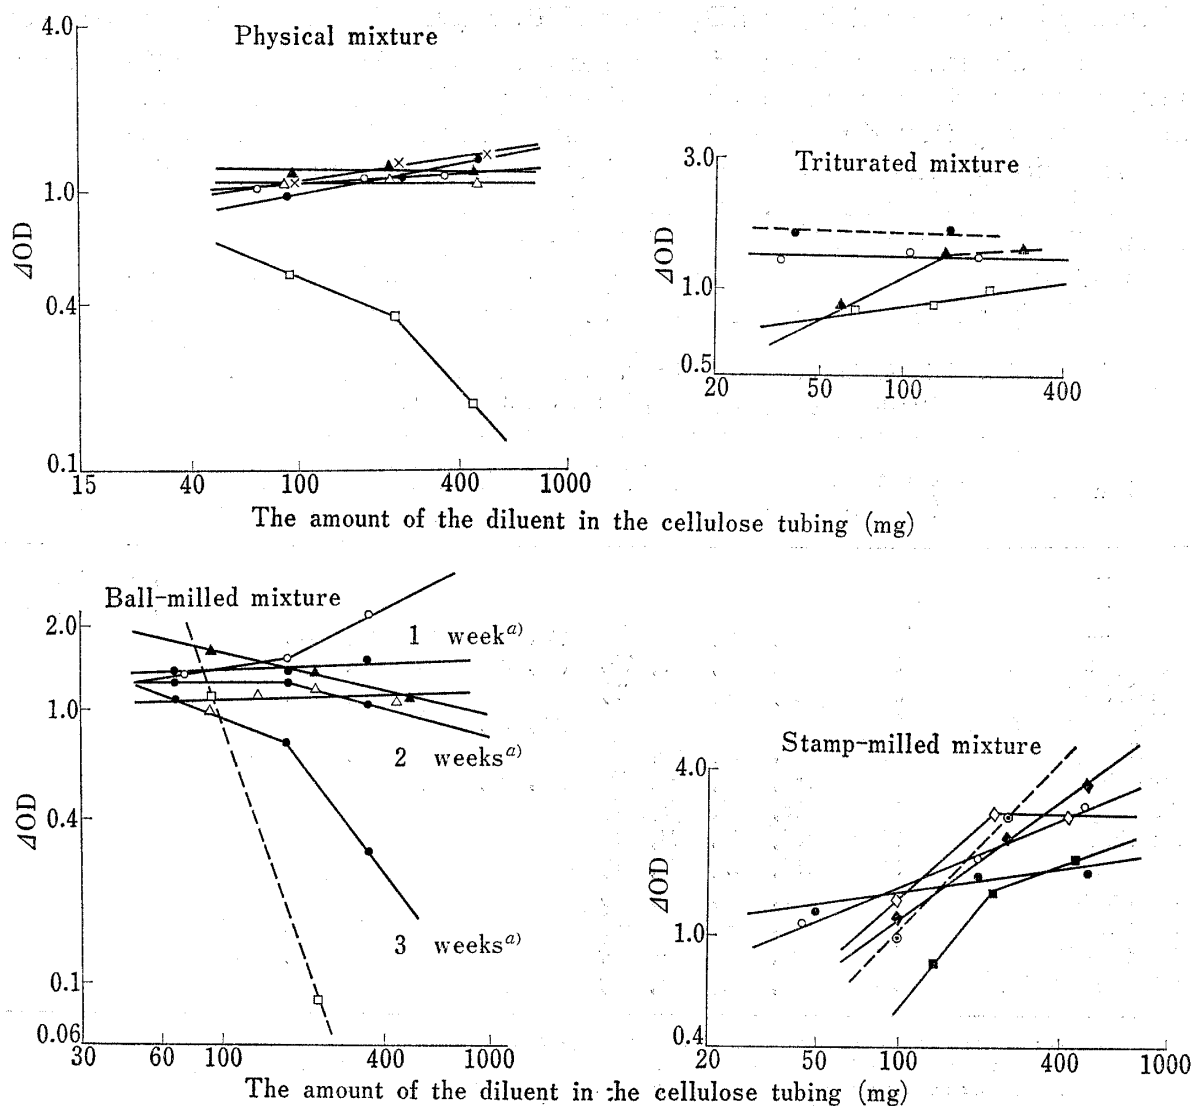 Physical mixture
4.0
1.0
0.4
0.1
ΔOD
15 40 100 400 1000
Triturated mixture
3.0
1.0
0.5
ΔOD
20 50 100 400
The amount of the diluent in the cellulose tubing (mg)
Ball-milled mixture
2.0
1.0
0.4
0.1
0.06
ΔOD
1 week a)
2 weeks a)
3 weeks a)
30 60 100 400 1000
Stamp-milled mixture
4.0
1.0
0.4
ΔOD
20 50 100 400 1000
The amount of the diluent in the cellulose tubing (mg)